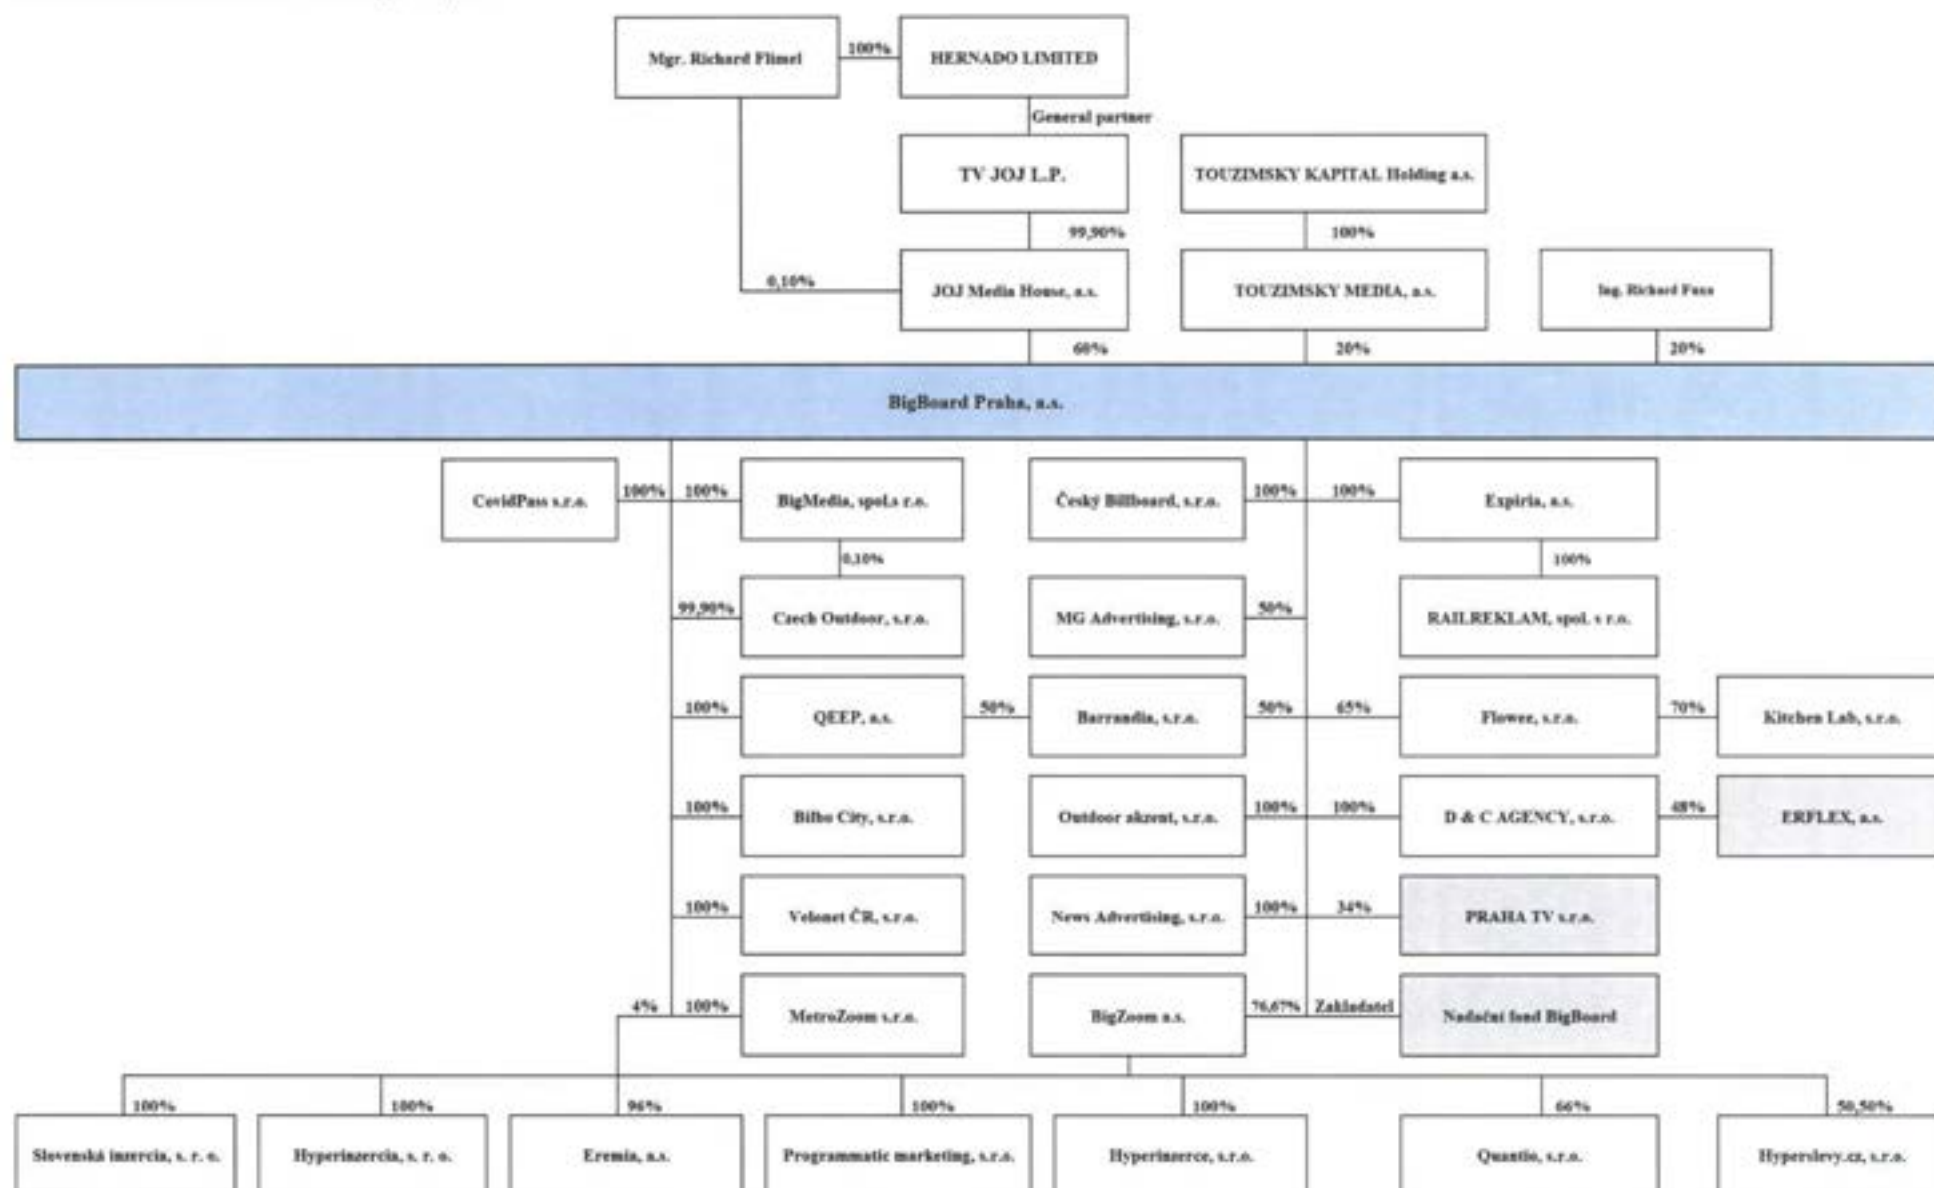 Mgr. Richard Flimel
100%
HERNADO LIMITED
General partner
TV JOJ L.P.
TOUZIMSKY KAPITAL Holding a.s.
99,90%
100%
0,10%
JOJ Media House, a.s.
TOUZIMSKY MEDIA, a.s.
Ing. Richard Fuxa
60%
20%
20%
BigBoard Praha, a.s.
CovidPass s.r.o.
100%
100%
BigMedia, spol.s r.o.
Český Billboard, s.r.o.
100%
100%
Expiria, a.s.
0,10%
100%
99,90%
Czech Outdoor, s.r.o.
MG Advertising, s.r.o.
50%
RAILREKLAM, spol. s r.o.
100%
QEEP, a.s.
50%
Barrandia, s.r.o.
50%
65%
Flowee, s.r.o.
70%
Kitchen Lab, s.r.o.
100%
Bilbo City, s.r.o.
Outdoor akzent, s.r.o.
100%
100%
D & C AGENCY, s.r.o.
48%
ERFLEX, a.s.
100%
Velonet ČR, s.r.o.
News Advertising, s.r.o.
100%
34%
PRAHA TV s.r.o.
4%
100%
MetroZoom s.r.o.
BigZoom a.s.
76,67%
Zakladatel
Nadační fond BigBoard
100%
100%
96%
100%
100%
66%
50,50%
Slovenská inzercia, s. r. o.
Hyperinzercia, s. r. o.
Eremia, a.s.
Programmatic marketing, s.r.o.
Hyperinzerce, s.r.o.
Quantio, s.r.o.
Hyperslevy.cz, s.r.o.